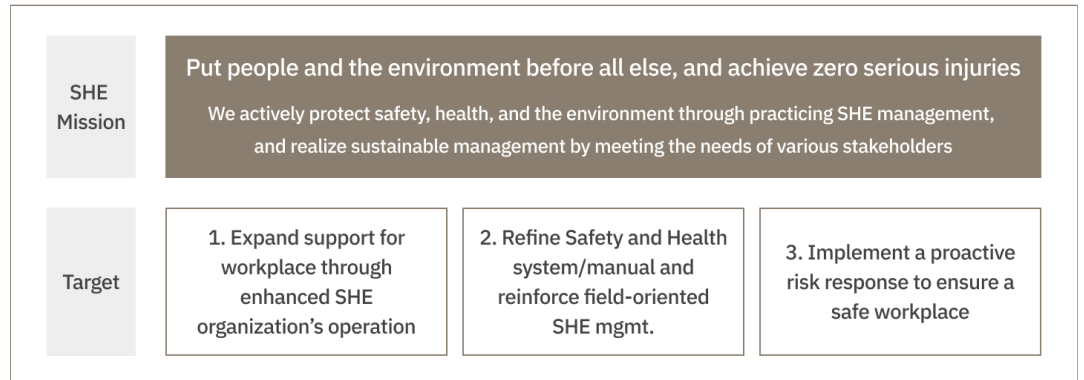 SHE
Mission
Put people and the environment before all else, and achieve zero serious injuries
We actively protect safety, health, and the environment through practicing SHE management,
and realize sustainable management by meeting the needs of various stakeholders
Target
1. Expand support for
workplace through
enhanced SHE
organization's operation
2. Refine Safety and Health
system/manual and
reinforce field-oriented
SHE mgmt.
3. Implement a proactive
risk response to ensure a
safe workplace